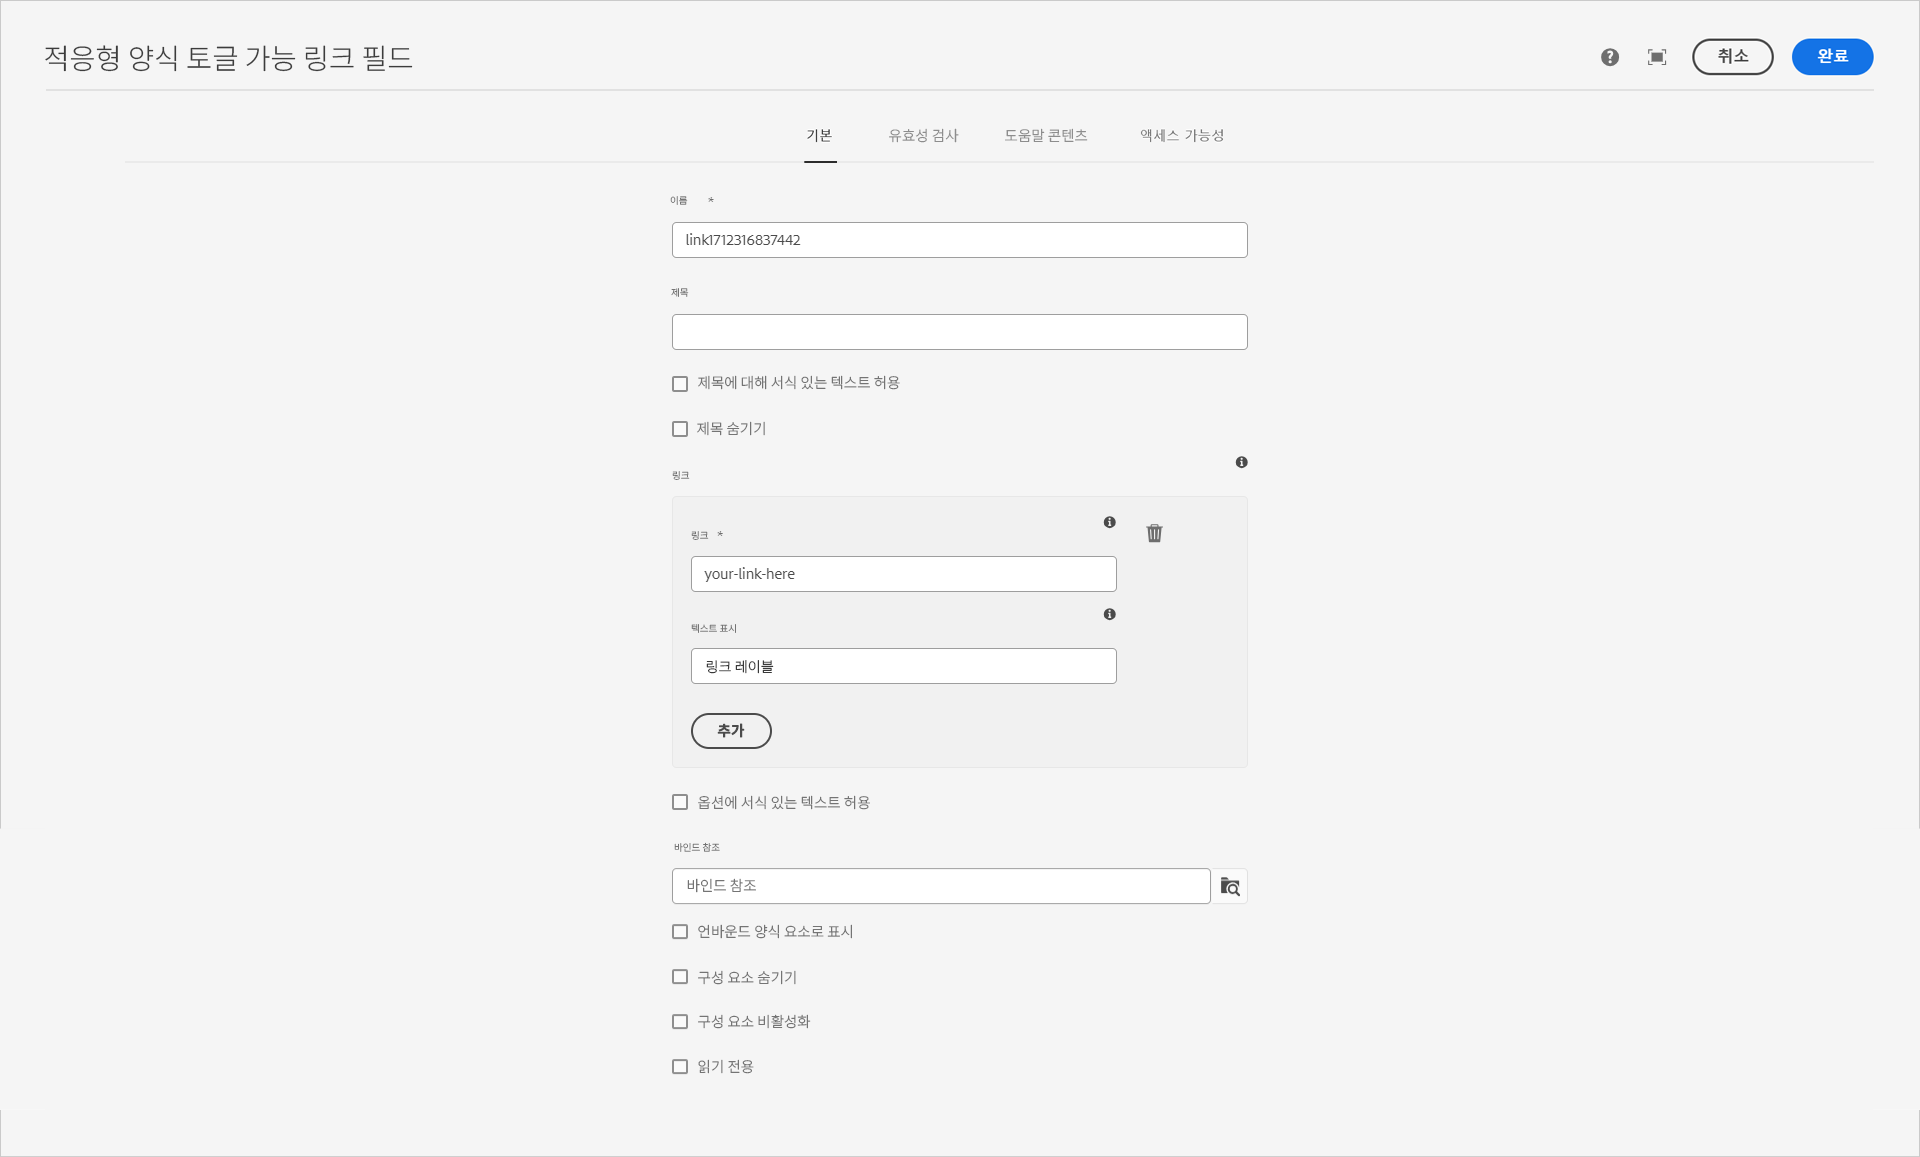 적응형 양식 토글 가능 링크 필드
취소
완료
기본 유효성 검사 도움말 콘텐츠 액세스 가능성
이름 *
link1712316837442
제목
제목에 대해 서식 있는 텍스트 허용
제목 숨기기
링크
링크 *
your-link-here
텍스트 표시
링크 레이블
추가
옵션에 서식 있는 텍스트 허용
바인드 참조
바인드 참조
언바운드 양식 요소로 표시
구성 요소 숨기기
구성 요소 비활성화
읽기 전용